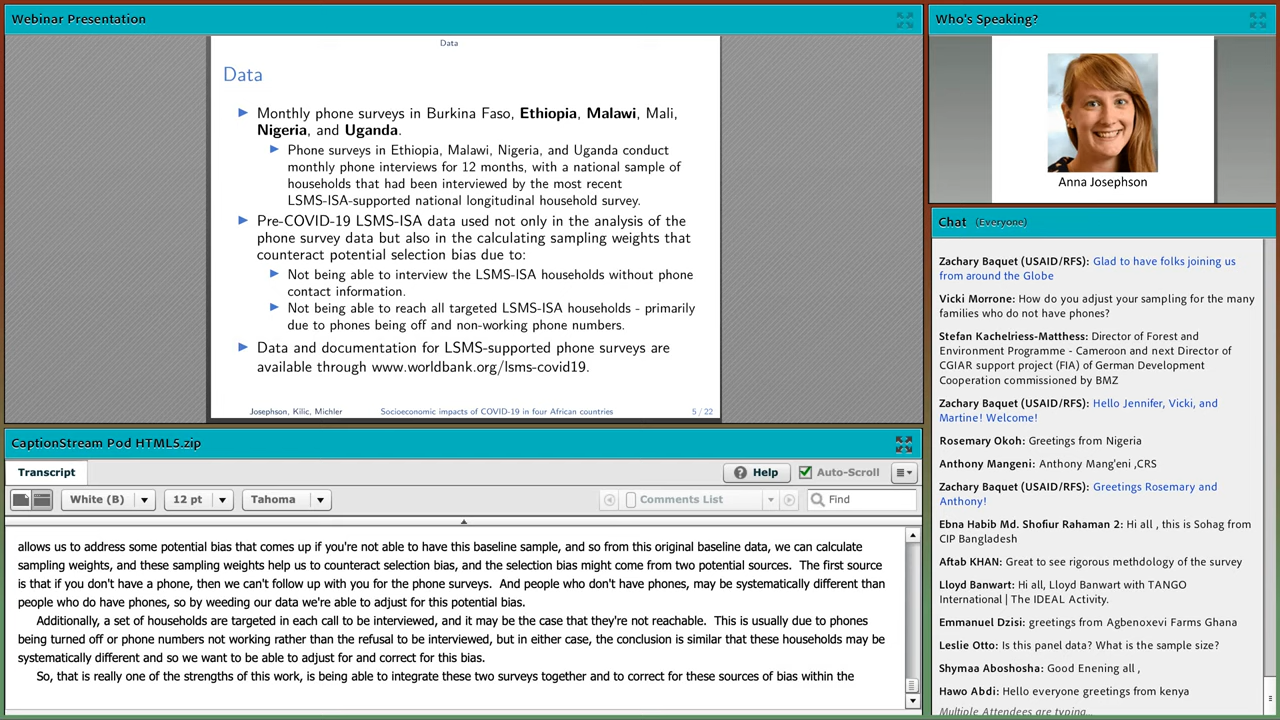 Webinar Presentation
Data
Data
Monthly phone surveys in Burkina Faso, Ethiopia, Malawi, Mali,
Nigeria, and Uganda.
Phone surveys in Ethiopia, Malawi, Nigeria, and Uganda conduct
monthly phone interviews for 12 months, with a national sample of
households that had been interviewed by the most recent
LSMS-ISA-supported national longitudinal household survey.
Pre-COVID-19 LSMS-ISA data used not only in the analysis of the
phone survey data but also in the calculating sampling weights that
counteract potential selection bias due to:
Not being able to interview the LSMS-ISA households without phone
contact information.
Not being able to reach all targeted LSMS-ISA households - primarily
due to phones being off and non-working phone numbers.
Data and documentation for LSMS-supported phone surveys are
available through www.worldbank.org/lsms-covid19.
Josephson, Kilic, Michler Socioeconomic impacts of COVID-19 in four African countries 5 / 22
Who's Speaking?
Anna Josephson
Chat (Everyone)
Zachary Baquet (USAID/RFS): Glad to have folks joining us
from around the Globe
Vicki Morrone: How do you adjust your sampling for the many
families who do not have phones?
Stefan Kachelriess-Matthess: Director of Forest and
Environment Programme - Cameroon and next Director of
CGIAR support project (FIA) of German Development
Cooperation commissioned by BMZ
Zachary Baquet (USAID/RFS): Hello Jennifer, Vicki, and
Martine! Welcome!
Rosemary Okoh: Greetings from Nigeria
Anthony Mangeni: Anthony Mang'eni ,CRS
Zachary Baquet (USAID/RFS): Greetings Rosemary and
Anthony!
Ebna Habib Md. Shofiur Rahaman 2: Hi all , this is Sohag from
CIP Bangladesh
Aftab KHAN: Great to see rigorous methdology of the survey
Lloyd Banwart: Hi all, Lloyd Banwart with TANGO
International | The IDEAL Activity.
Emmanuel Dzisi: greetings from Agbenoxevi Farms Ghana
Leslie Otto: Is this panel data? What is the sample size?
Shymaa Aboshosha: Good Enening all ,
Hawo Abdi: Hello everyone greetings from kenya
Multiple Attendees are typing...
CaptionStream Pod HTML5.zip
Transcript
Help
Auto-Scroll
White (B)
12 pt
Tahoma
Comments List
Find
allows us to address some potential bias that comes up if you're not able to have this baseline sample, and so from this original baseline data, we can calculate
sampling weights, and these sampling weights help us to counteract selection bias, and the selection bias might come from two potential sources. The first source
is that if you don't have a phone, then we can't follow up with you for the phone surveys. And people who don't have phones, may be systematically different than
people who do have phones, so by weeding our data we're able to adjust for this potential bias.
Additionally, a set of households are targeted in each call to be interviewed, and it may be the case that they're not reachable. This is usually due to phones
being turned off or phone numbers not working rather than the refusal to be interviewed, but in either case, the conclusion is similar that these households may be
systematically different and so we want to be able to adjust for and correct for this bias.
So, that is really one of the strengths of this work, is being able to integrate these two surveys together and to correct for these sources of bias within the